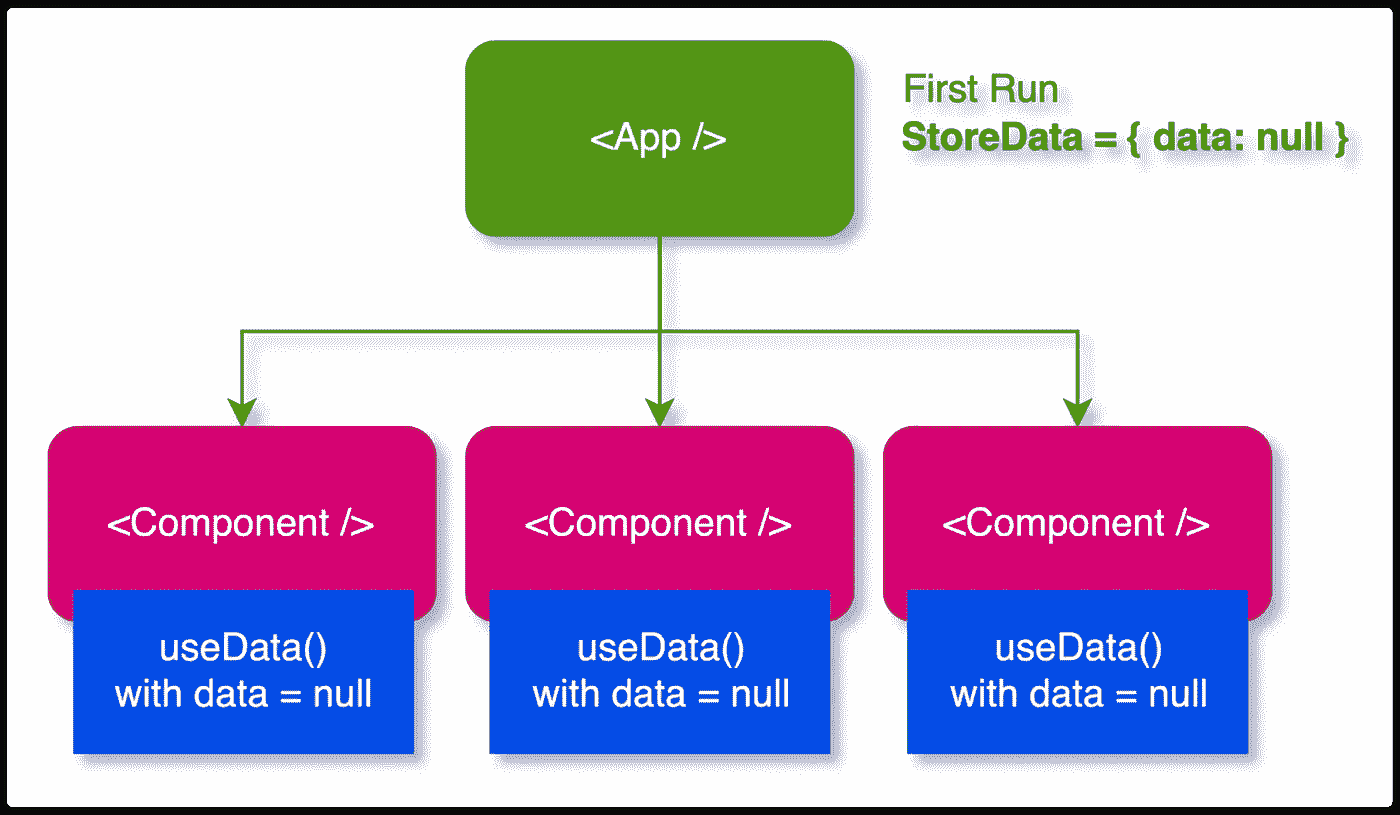 <App />
First Run
StoreData = { data: null }
<Component />
<Component />
<Component />
useData()
with data = null
useData()
with data = null
useData()
with data = null